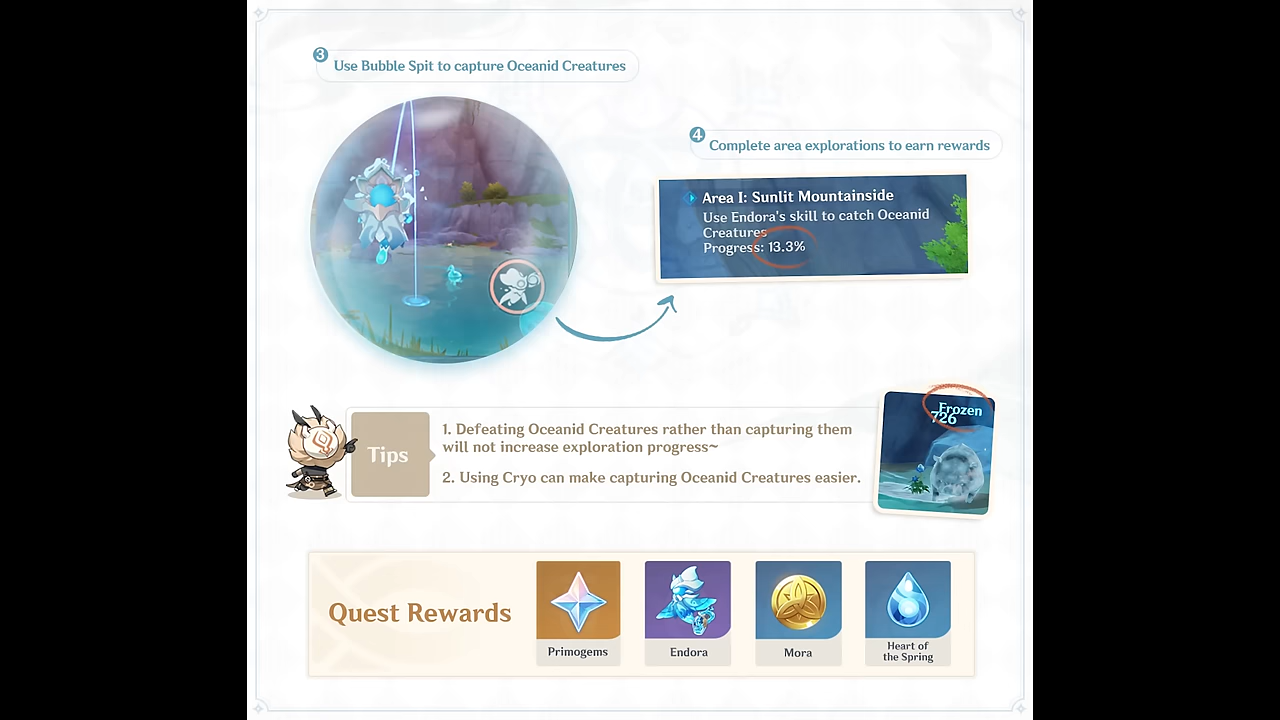 3
Use Bubble Spit to capture Oceanid Creatures
4
Complete area explorations to earn rewards
Area I: Sunlit Mountainside
Use Endora's skill to catch Oceanid
Creatures
Progress: 13.3%
Tips
1. Defeating Oceanid Creatures rather than capturing them
will not increase exploration progress~
2. Using Cryo can make capturing Oceanid Creatures easier.
Frozen
726
Quest Rewards
Primogems
Endora
Mora
Heart of
the Spring